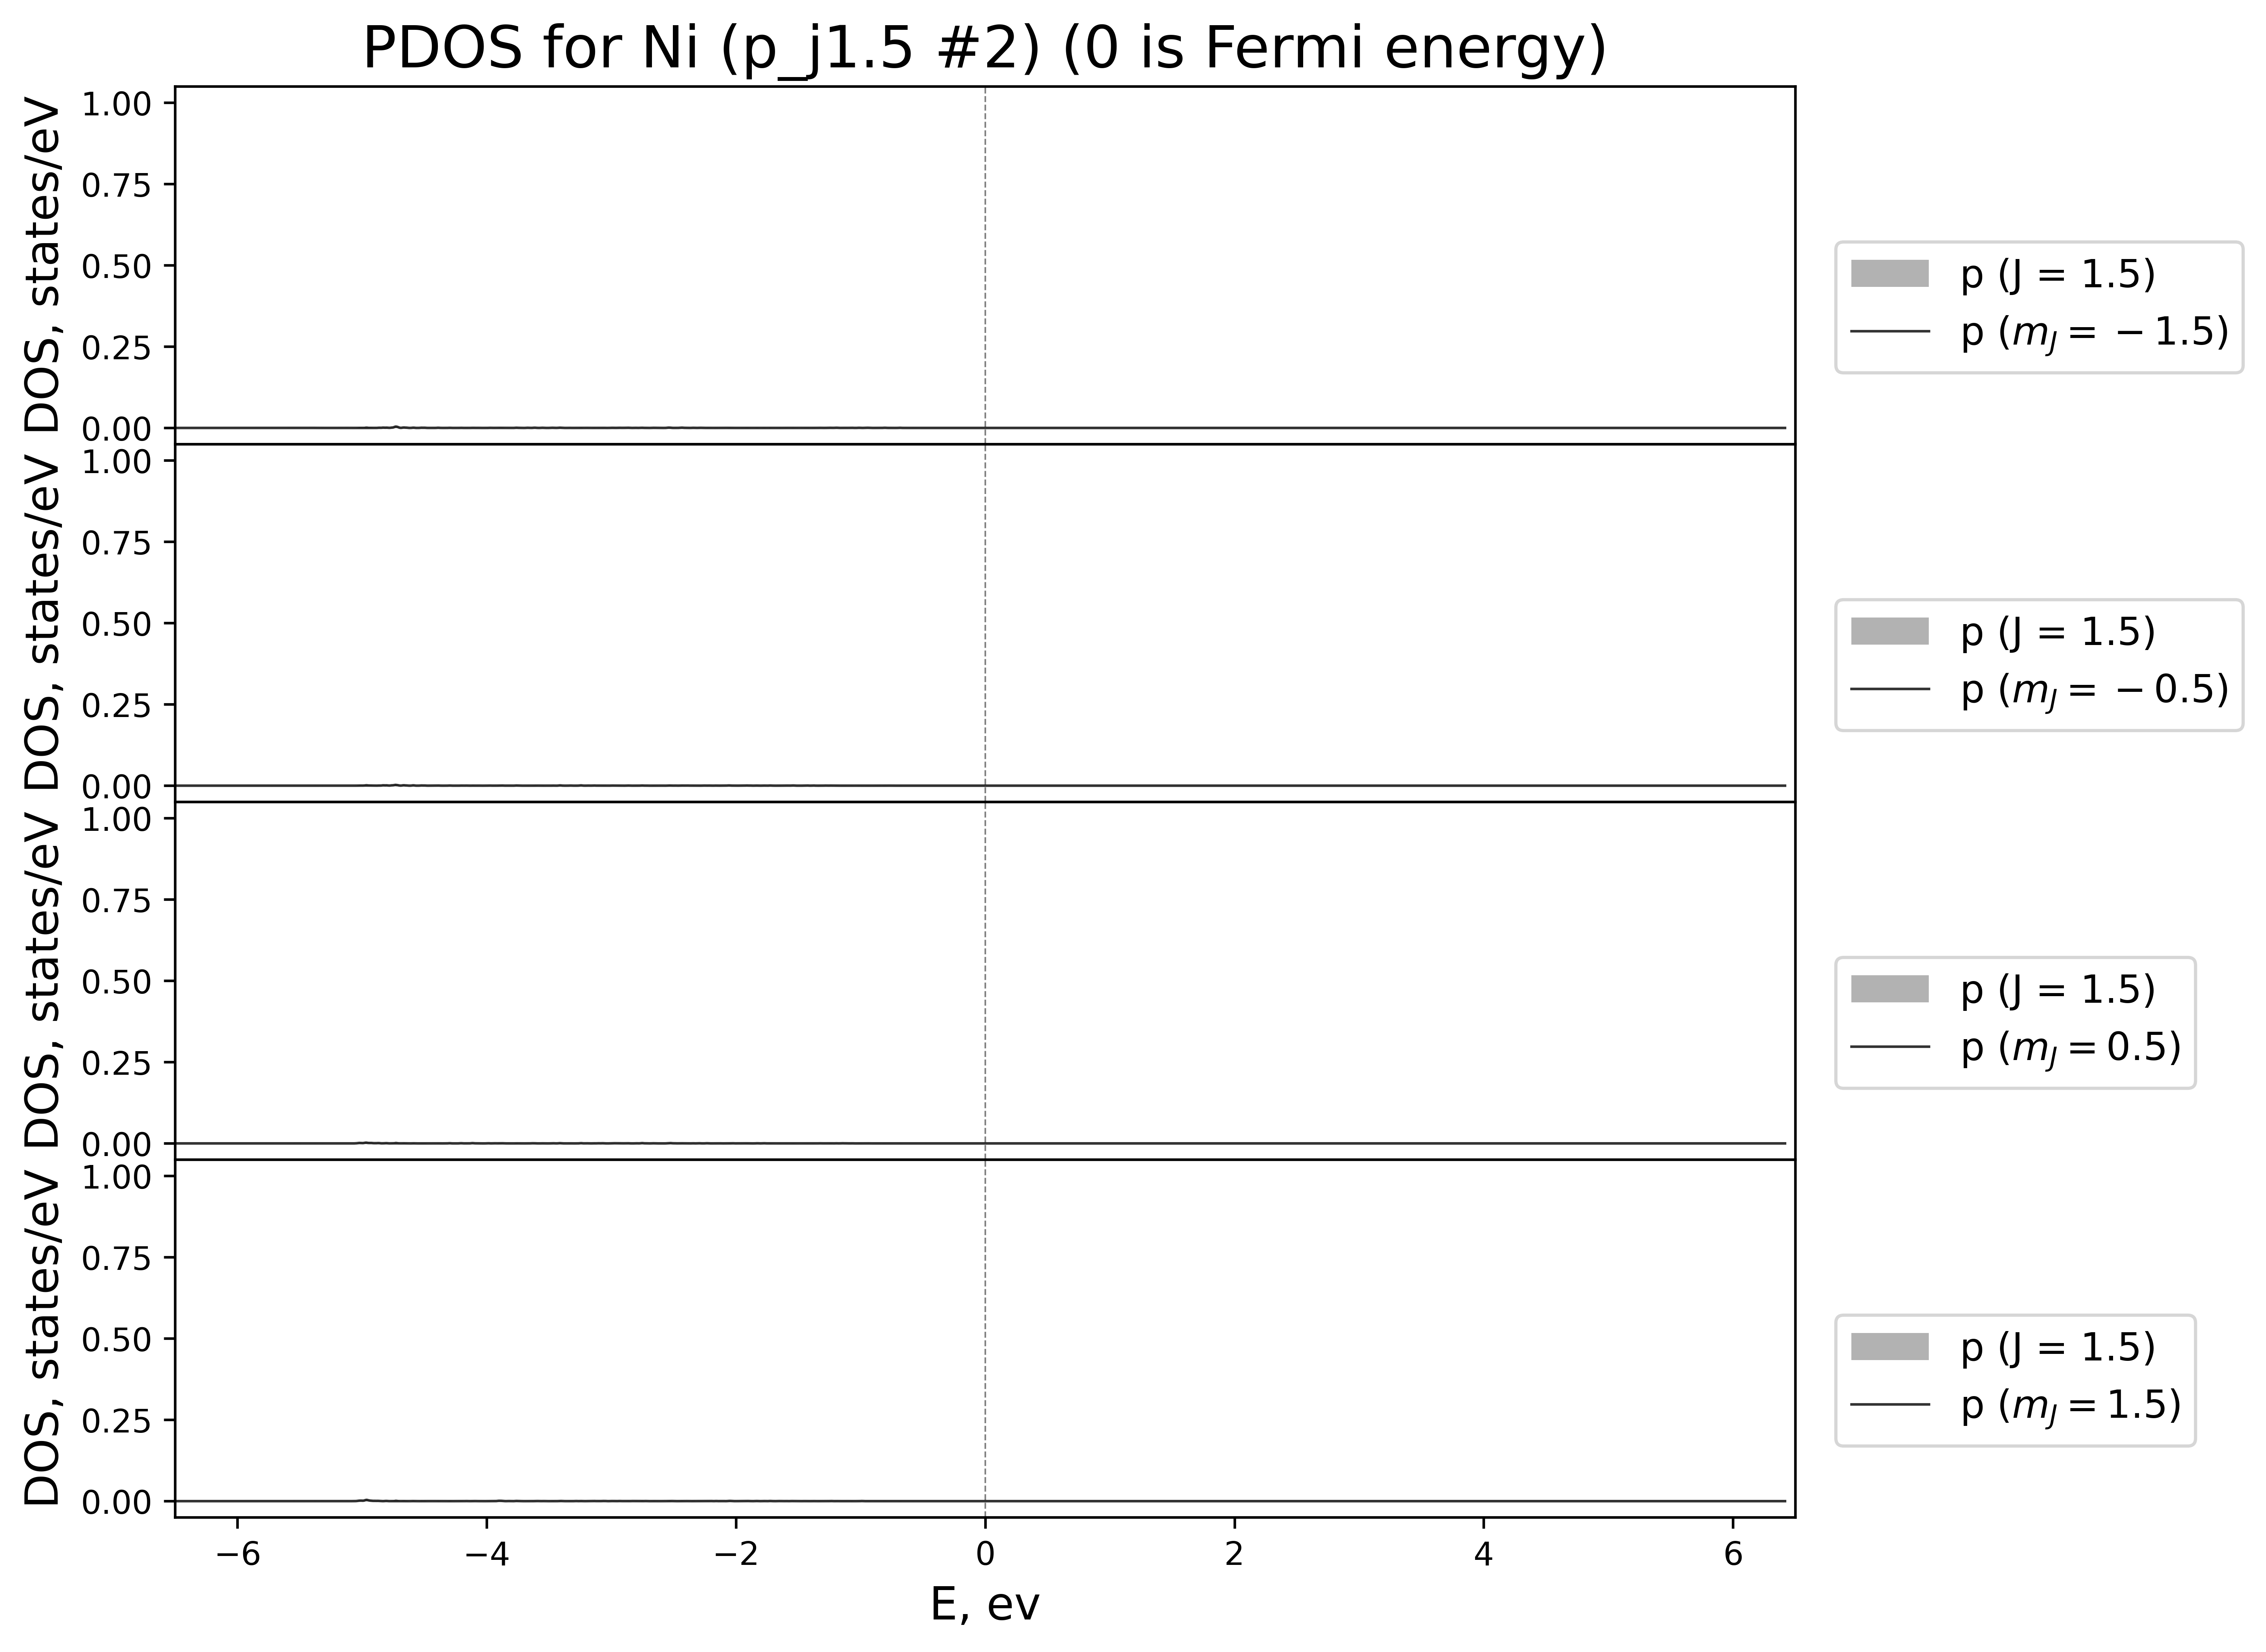 PDOS for Ni (p_j1.5 #2) (0 is Fermi energy)
DOS, states/eV
1.00
0.75
0.50
0.25
0.00
p (J = 1.5)
p (m_J = −1.5)
DOS, states/eV
1.00
0.75
0.50
0.25
0.00
p (J = 1.5)
p (m_J = −0.5)
DOS, states/eV
1.00
0.75
0.50
0.25
0.00
p (J = 1.5)
p (m_J = 0.5)
DOS, states/eV
1.00
0.75
0.50
0.25
0.00
p (J = 1.5)
p (m_J = 1.5)
−6 −4 −2 0 2 4 6
E, ev